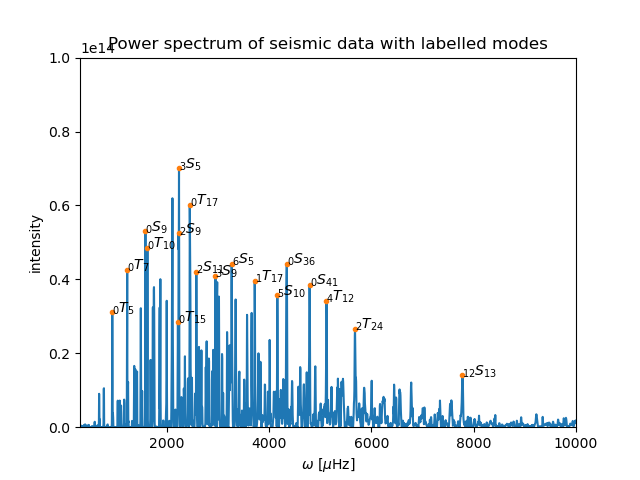 Power spectrum of seismic data with labelled modes
1e14
1.0
0.8
0.6
0.4
0.2
0.0
intensity
₃S₅
₀T₁₇
₀S₉
₂S₉
₀T₁₀
₀T₇
₂S₁₁
₃S₉
₆S₅
₀S₃₆
₁T₁₇
₀S₄₁
₅S₁₀
₄T₁₂
₀T₅
₀T₁₅
₂T₂₄
₁₂S₁₃
2000 4000 6000 8000 10000
ω [μHz]